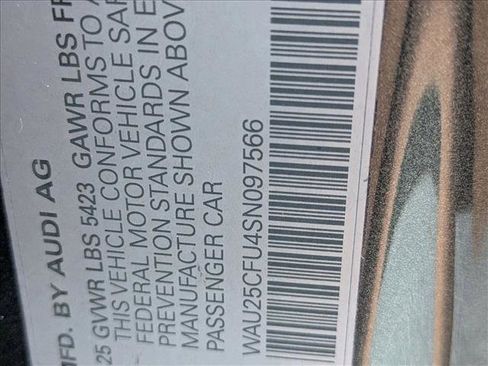 MFD. BY AUDI AG
25 GVWR LBS 5423 GAWR LBS FR
THIS VEHICLE CONFORMS TO
FEDERAL MOTOR VEHICLE SAF
PREVENTION STANDARDS IN E
MANUFACTURE SHOWN ABOV
PASSENGER CAR
WAU25CFU4SN097566